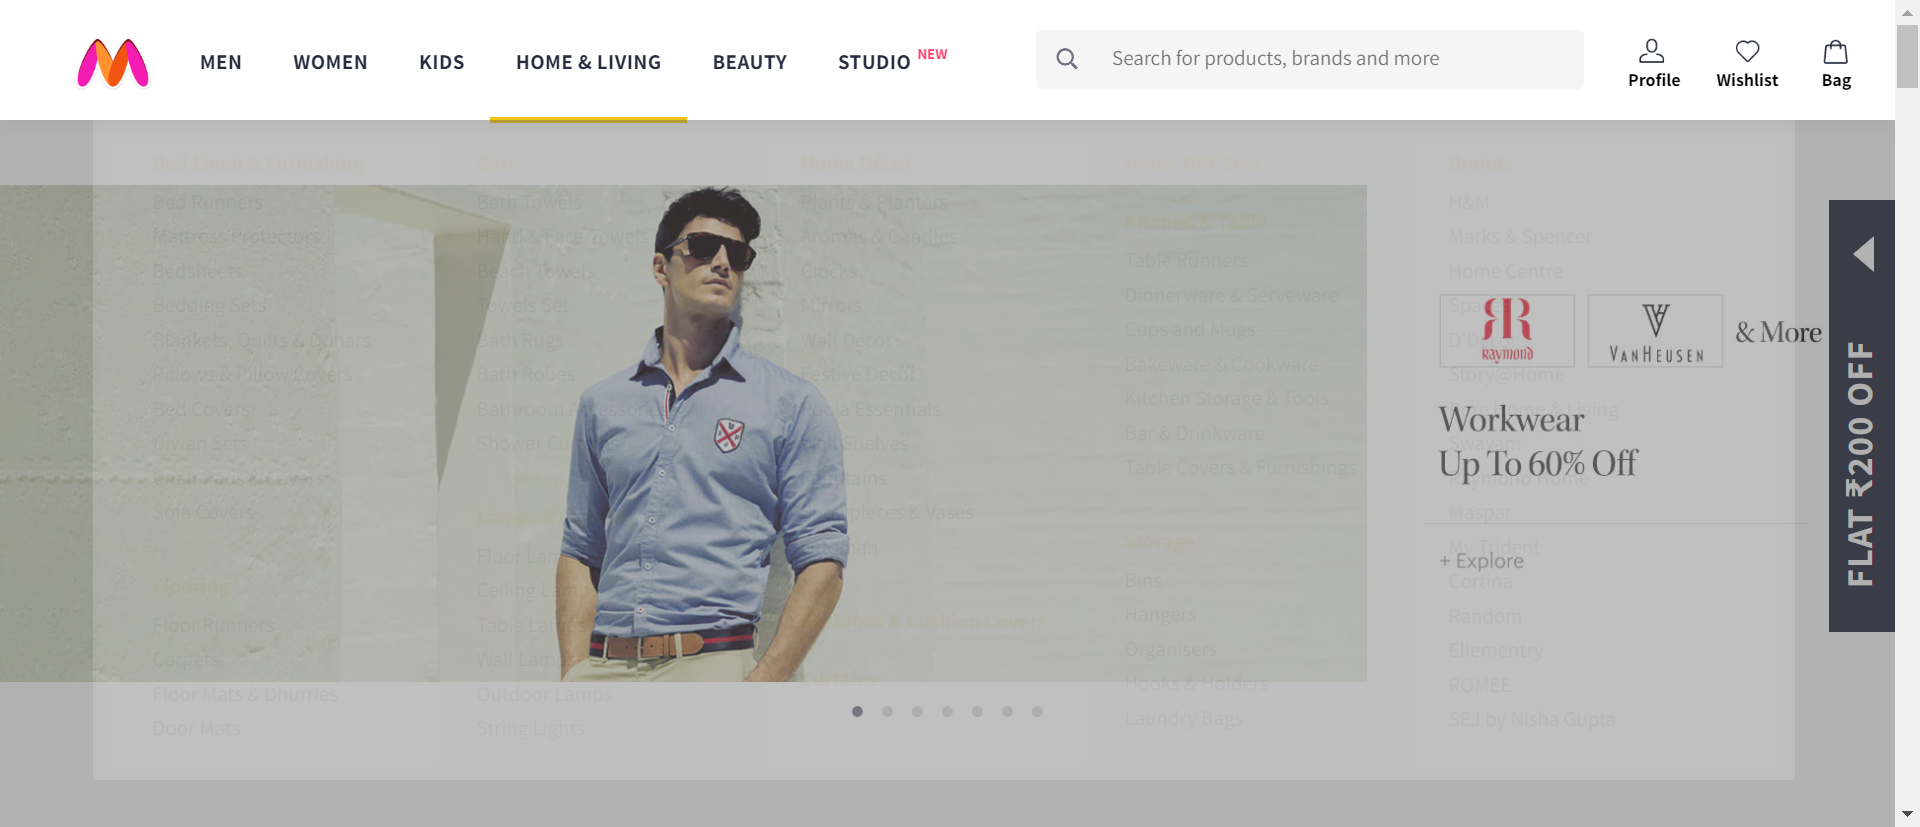 MEN
WOMEN
KIDS
HOME & LIVING
BEAUTY
STUDIO NEW
Search for products, brands and more
Profile
Wishlist
Bag
Bed Linen & Furnishing
Bed Runners
Mattress Protectors
Bedsheets
Bedding Sets
Blankets, Quilts & Dohars
Pillows & Pillow Covers
Bed Covers
Diwan Sets
Chair Pads & Covers
Sofa Covers
Flooring
Floor Runners
Carpets
Floor Mats & Dhurries
Door Mats
Bath
Bath Towels
Hand & Face Towels
Beach Towels
Towels Set
Bath Rugs
Bath Robes
Bathroom Accessories
Shower Curtains
Floor Lamps
Ceiling Lamps
Table Lamps
Wall Lamps
Outdoor Lamps
String Lights
Home Décor
Plants & Planters
Aromas & Candles
Clocks
Mirrors
Wall Décor
Festive Decor
Pooja Essentials
Wall Shelves
Fountains
Showpieces & Vases
Ottoman
Cushions & Cushion Covers
Curtains
Home Gift Sets
Kitchen & Table
Table Runners
Dinnerware & Serveware
Cups and Mugs
Bakeware & Cookware
Kitchen Storage & Tools
Bar & Drinkware
Table Covers & Furnishings
Storage
Bins
Hangers
Organisers
Hooks & Holders
Laundry Bags
Brands
H&M
Marks & Spencer
Home Centre
Spaces
D'Decor
Story@Home
Pure Home & Living
Swayam
Raymond Home
Maspar
My Trident
Cortina
Random
Ellementry
ROMEE
SEJ by Nisha Gupta
Raymond
VAN HEUSEN
& More
Workwear
Up To 60% Off
+ Explore
FLAT ₹200 OFF